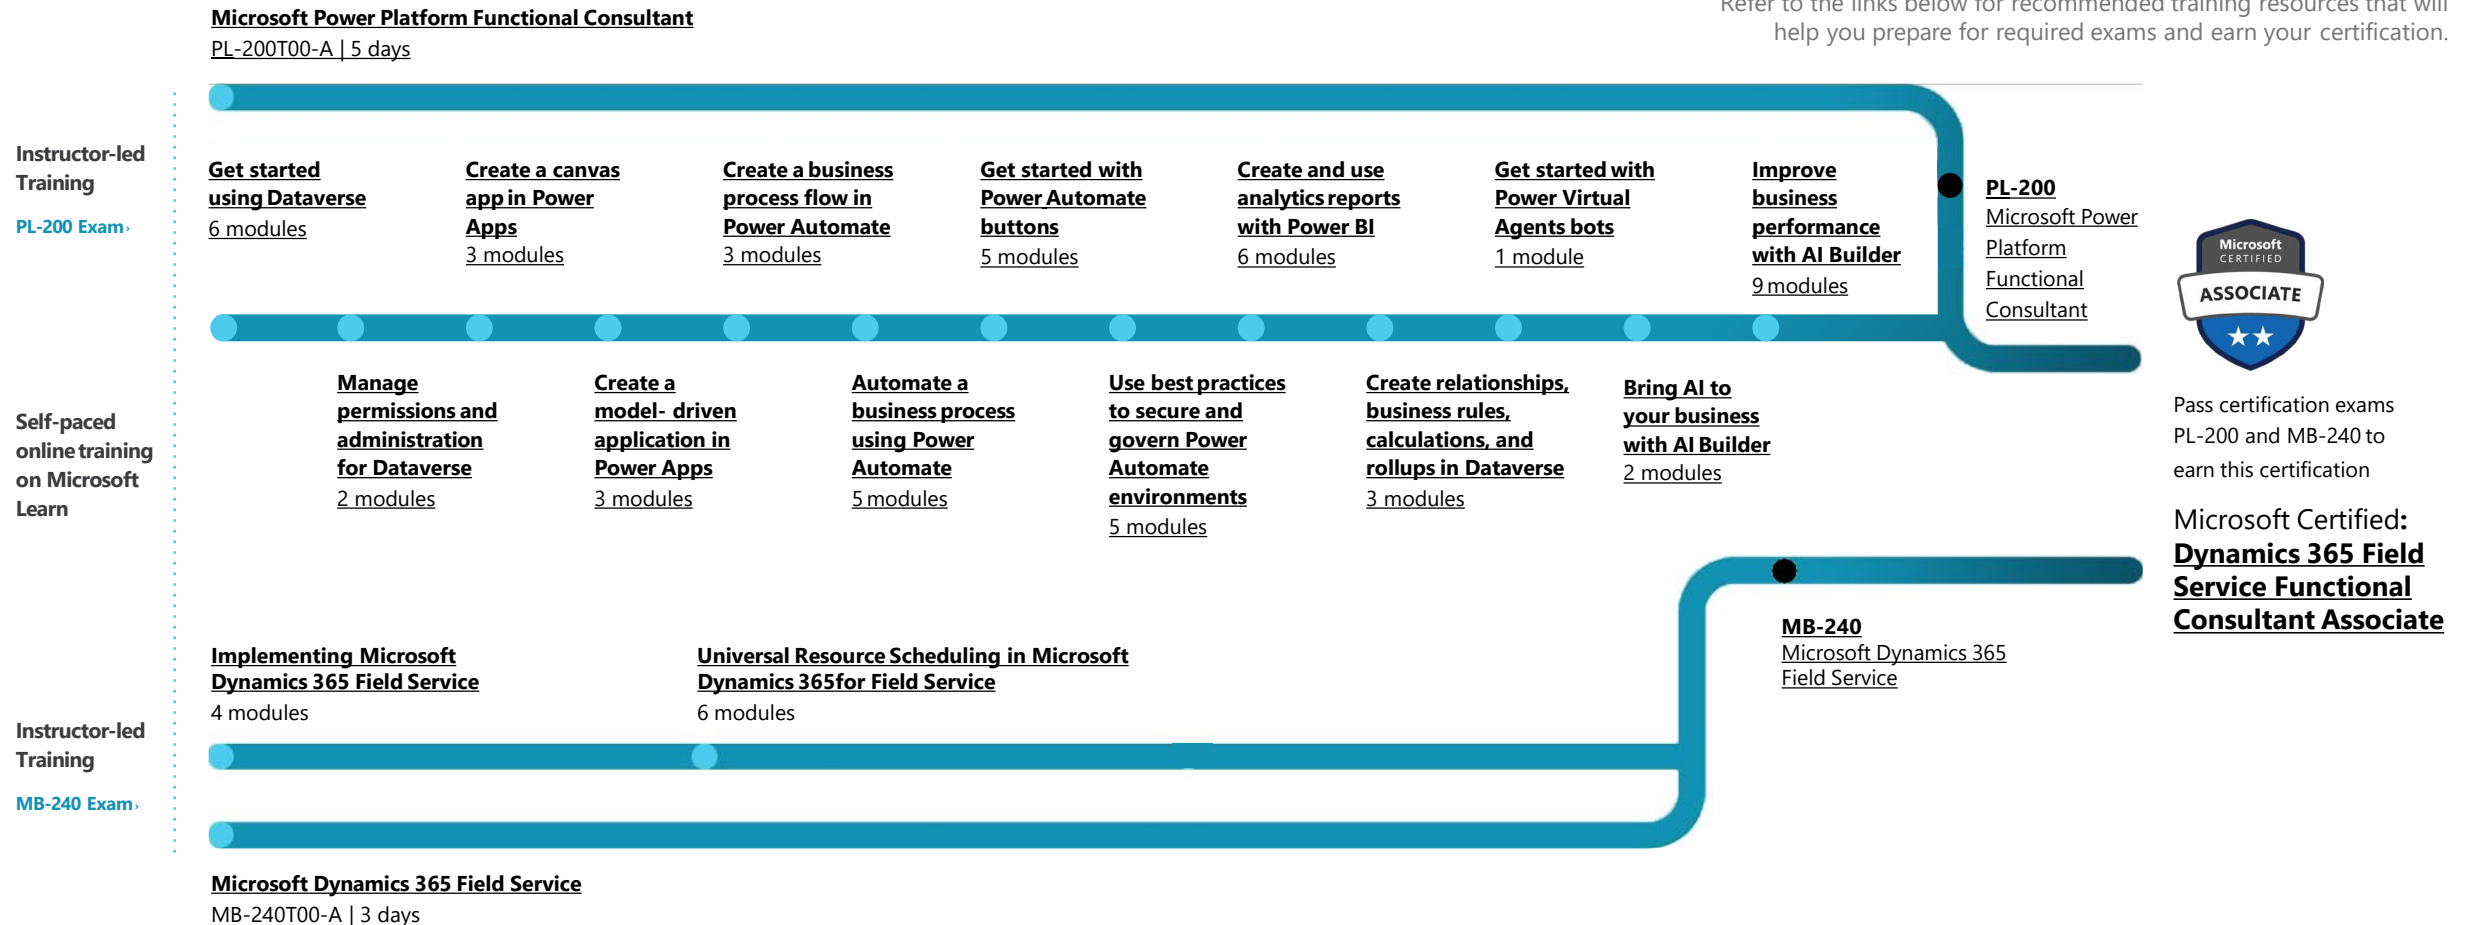 Microsoft Power Platform Functional Consultant
PL-200T00-A | 5 days
Refer to the links below for recommended training resources that will
help you prepare for required exams and earn your certification.
Instructor-led
Training
PL-200 Exam›
Get started
using Dataverse
6 modules
Create a canvas
app in Power
Apps
3 modules
Create a business
process flow in
Power Automate
3 modules
Get started with
Power Automate
buttons
5 modules
Create and use
analytics reports
with Power BI
6 modules
Get started with
Power Virtual
Agents bots
1 module
Improve
business
performance
with AI Builder
9 modules
PL-200
Microsoft Power
Platform
Functional
Consultant
Microsoft
CERTIFIED
ASSOCIATE
Self-paced
online training
on Microsoft
Learn
Manage
permissions and
administration
for Dataverse
2 modules
Create a
model- driven
application in
Power Apps
3 modules
Automate a
business process
using Power
Automate
5 modules
Use best practices
to secure and
govern Power
Automate
environments
5 modules
Create relationships,
business rules,
calculations, and
rollups in Dataverse
3 modules
Bring AI to
your business
with AI Builder
2 modules
Pass certification exams
PL-200 and MB-240 to
earn this certification
Microsoft Certified:
Dynamics 365 Field
Service Functional
Consultant Associate
MB-240
Microsoft Dynamics 365
Field Service
Implementing Microsoft
Dynamics 365 Field Service
4 modules
Universal Resource Scheduling in Microsoft
Dynamics 365for Field Service
6 modules
Instructor-led
Training
MB-240 Exam›
Microsoft Dynamics 365 Field Service
MB-240T00-A | 3 days